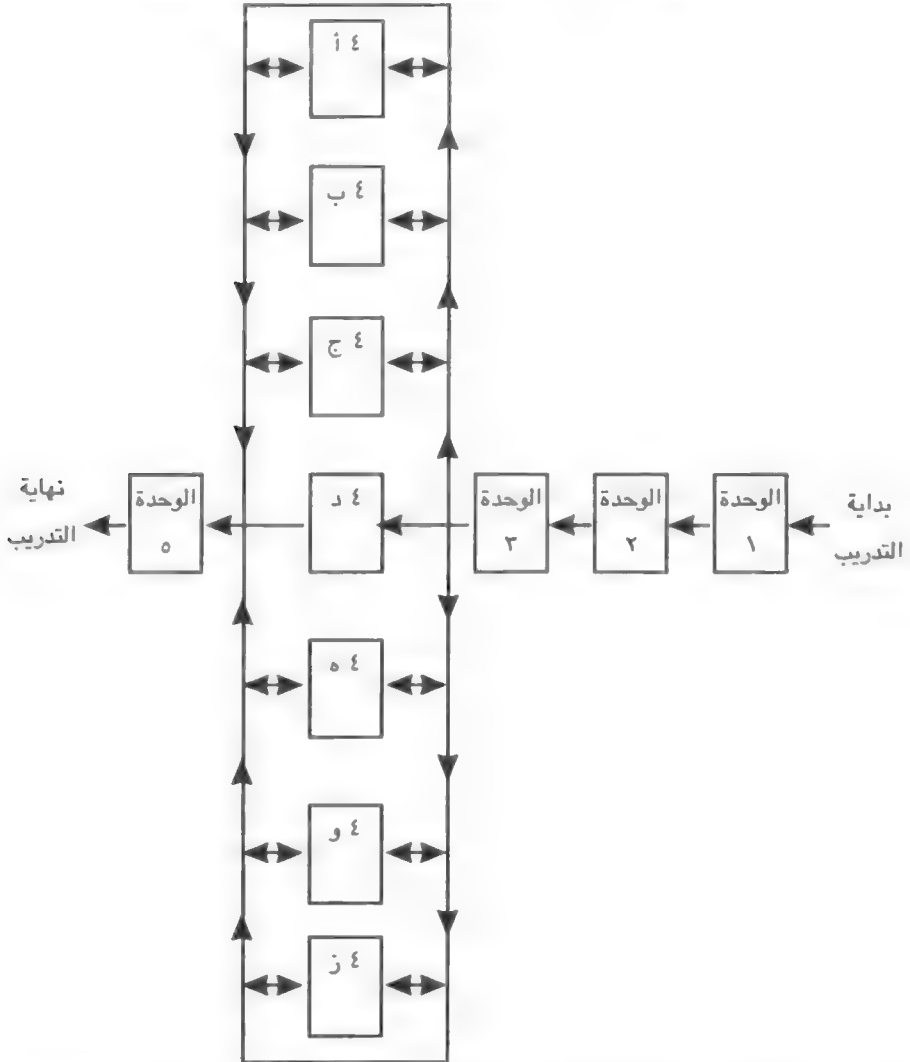 ٤ أ
٤ ب
٤ ج
بداية
التدريب
الوحدة
١
الوحدة
٢
الوحدة
٣
٤ د
الوحدة
٥
نهاية
التدريب
٤ ه
٤ و
٤ ز